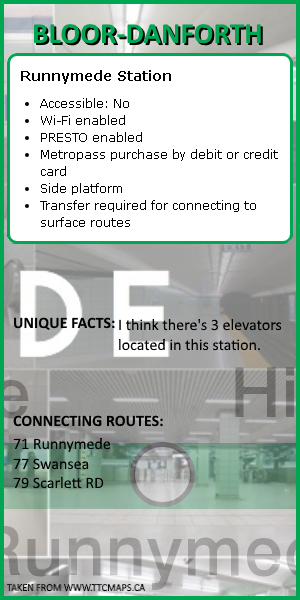 BLOOR-DANFORTH
Runnymede Station
• Accessible: No
• Wi-Fi enabled
• PRESTO enabled
• Metropass purchase by debit or credit
card
• Side platform
• Transfer required for connecting to
surface routes
DE
UNIQUE FACTS: I think there's 3 elevators
located in this station.
e Hi
CONNECTING ROUTES:
71 Runnymede
77 Swansea
79 Scarlett RD
Runnymed
TAKEN FROM WWW.TTCMAPS.CA